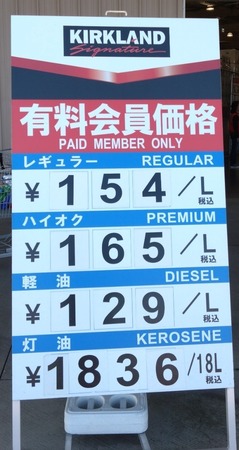 KIRKLAND
Signature
有料会員価格
PAID MEMBER ONLY
レギュラー REGULAR
¥154/L 税込
ハイオク PREMIUM
¥165/L 税込
軽油 DIESEL
¥129/L 税込
灯油 KEROSENE
¥1836/18L 税込